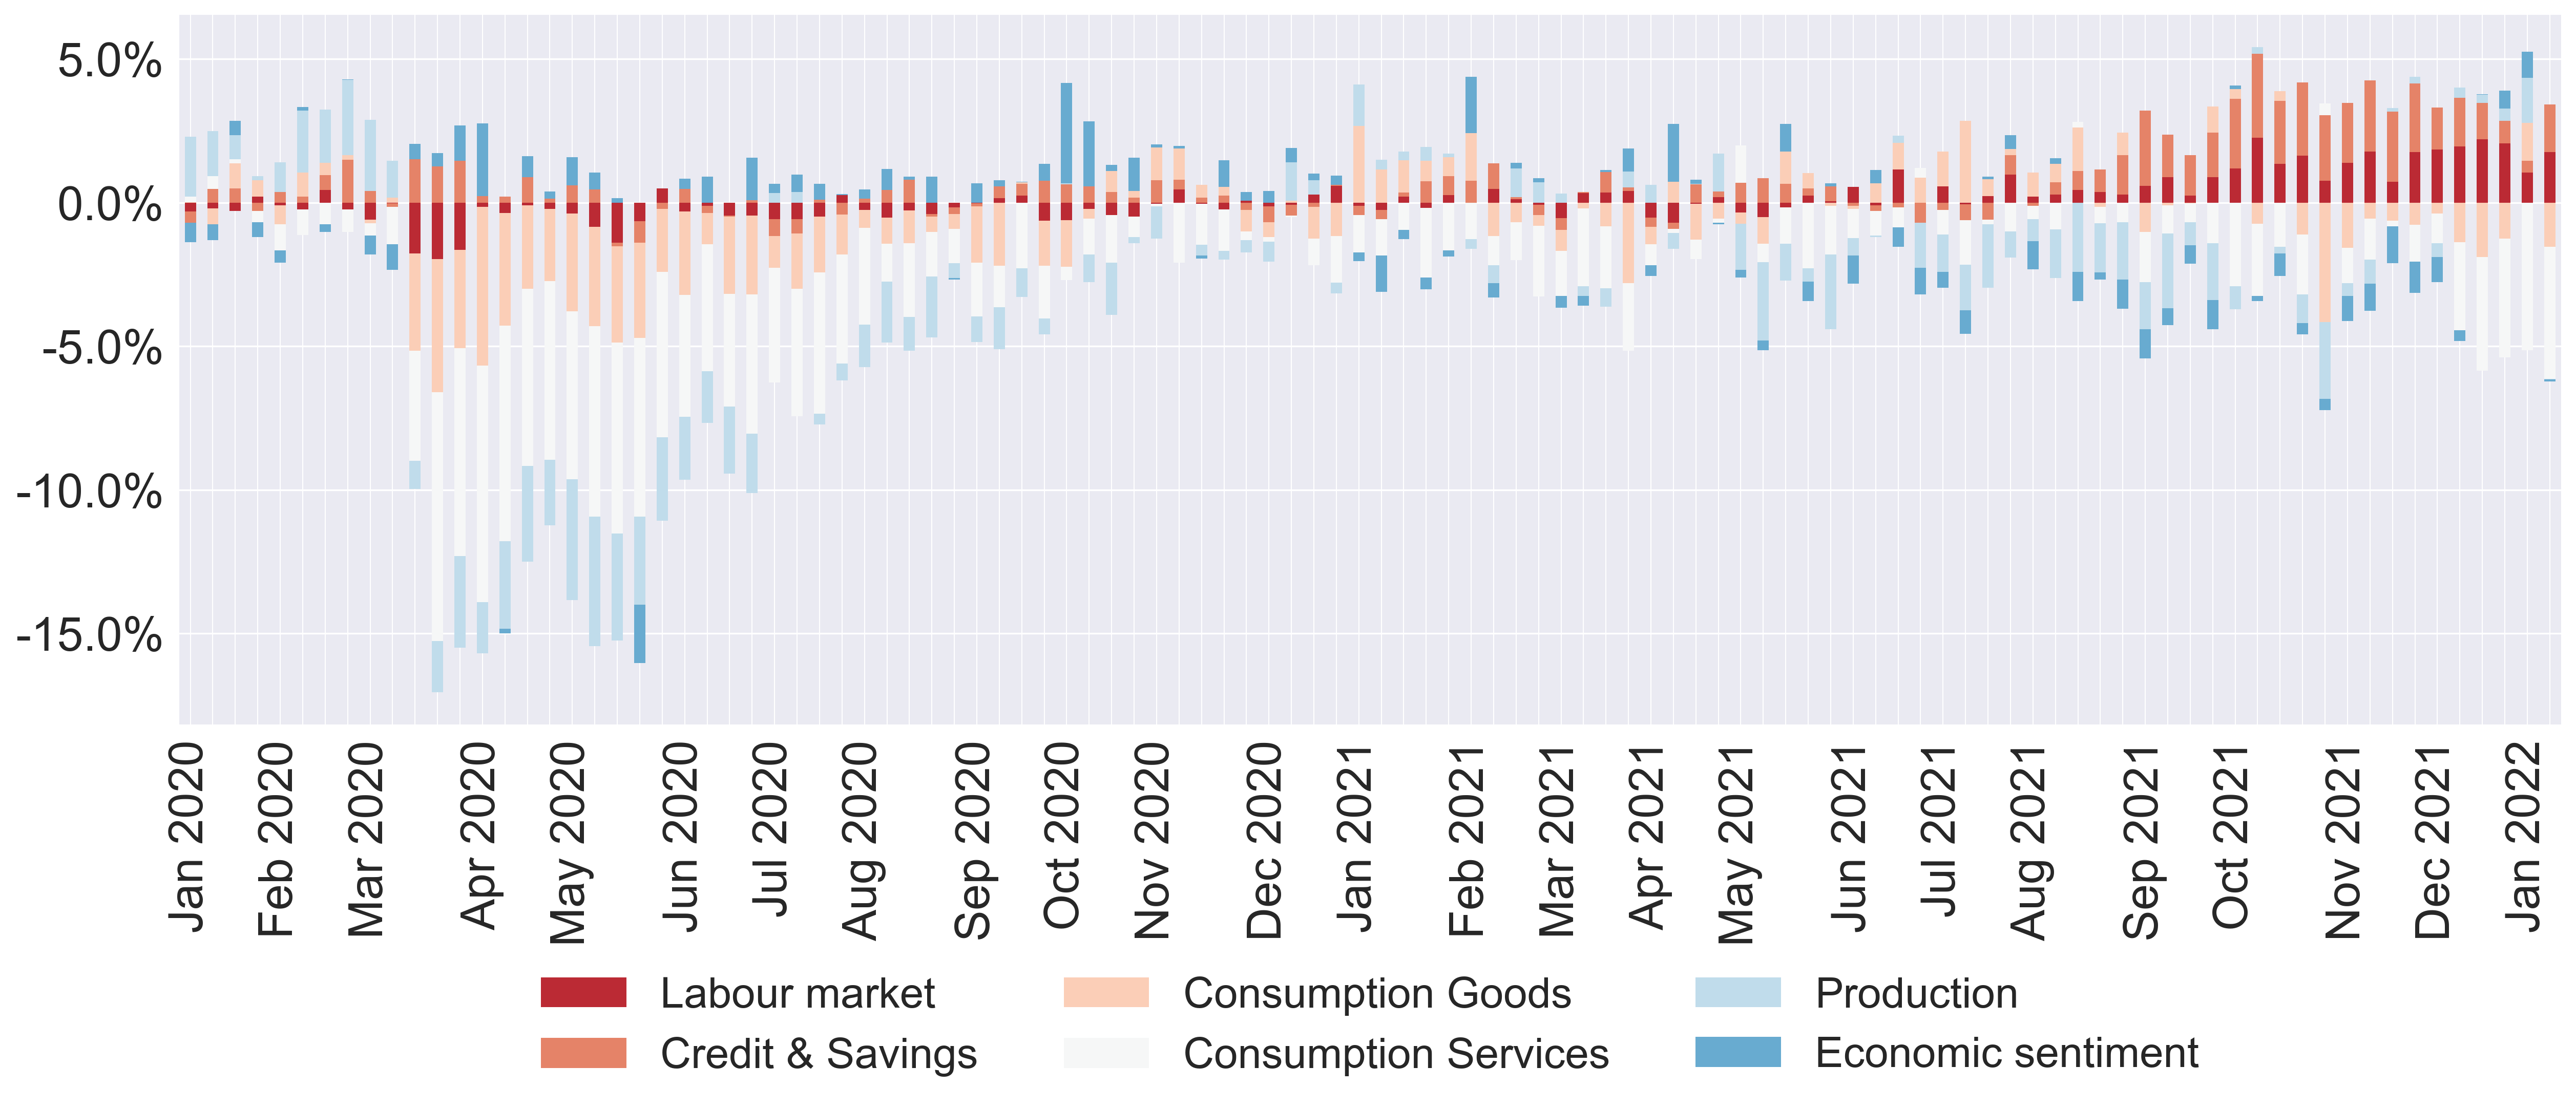 5.0%
0.0%
-5.0%
-10.0%
-15.0%
Jan 2020
Feb 2020
Mar 2020
Apr 2020
May 2020
Jun 2020
Jul 2020
Aug 2020
Sep 2020
Oct 2020
Nov 2020
Dec 2020
Jan 2021
Feb 2021
Mar 2021
Apr 2021
May 2021
Jun 2021
Jul 2021
Aug 2021
Sep 2021
Oct 2021
Nov 2021
Dec 2021
Jan 2022
Labour market
Consumption Goods
Production
Credit & Savings
Consumption Services
Economic sentiment